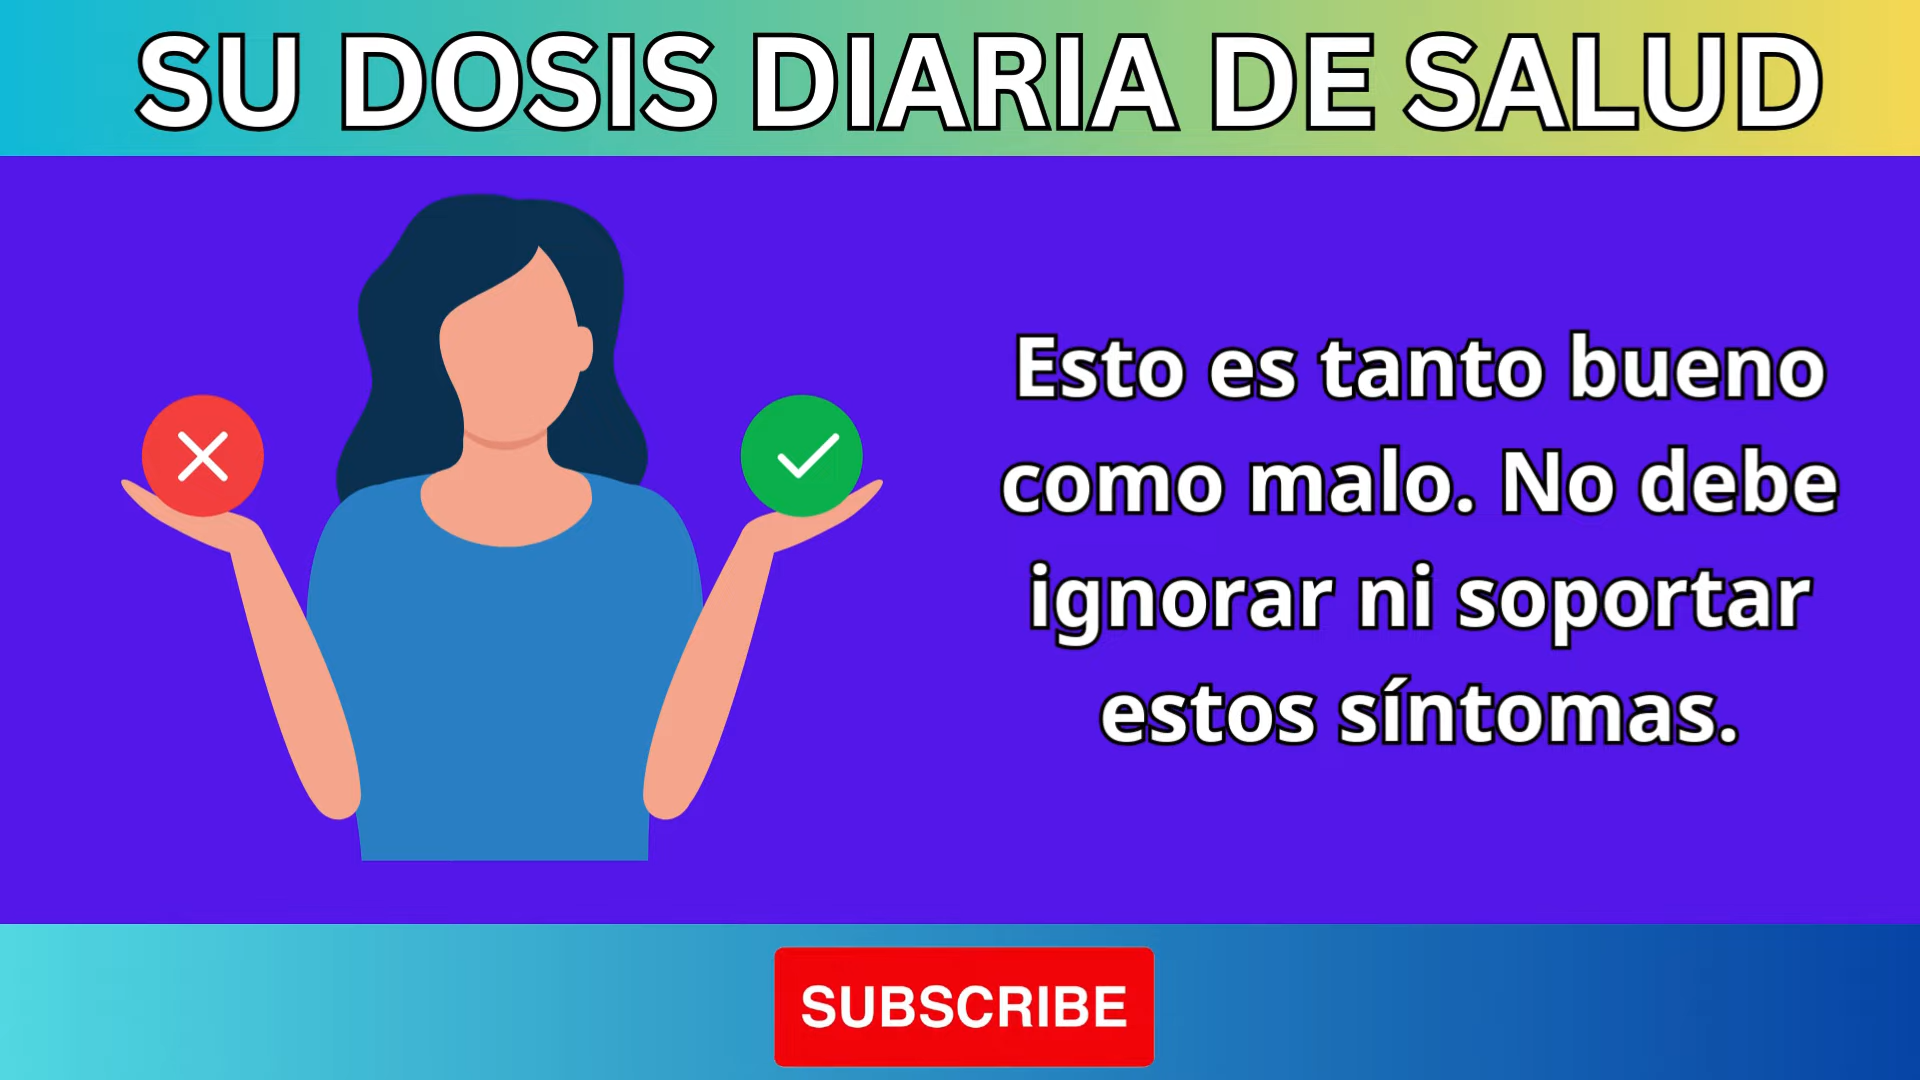 SU DOSIS DIARIA DE SALUD
Esto es tanto bueno
como malo. No debe
ignorar ni soportar
estos síntomas.
SUBSCRIBE